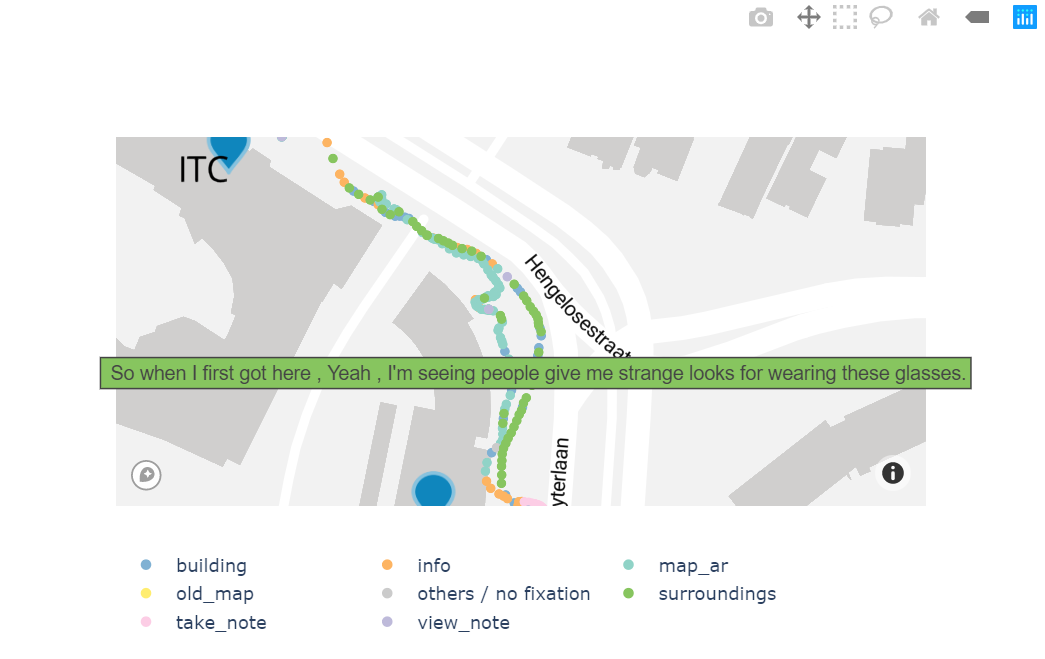 ITC
Hengelosestraat
So when I first got here , Yeah , I'm seeing people give me strange looks for wearing these glasses.
yterlaan
building
info
map_ar
old_map
others / no fixation
surroundings
take_note
view_note